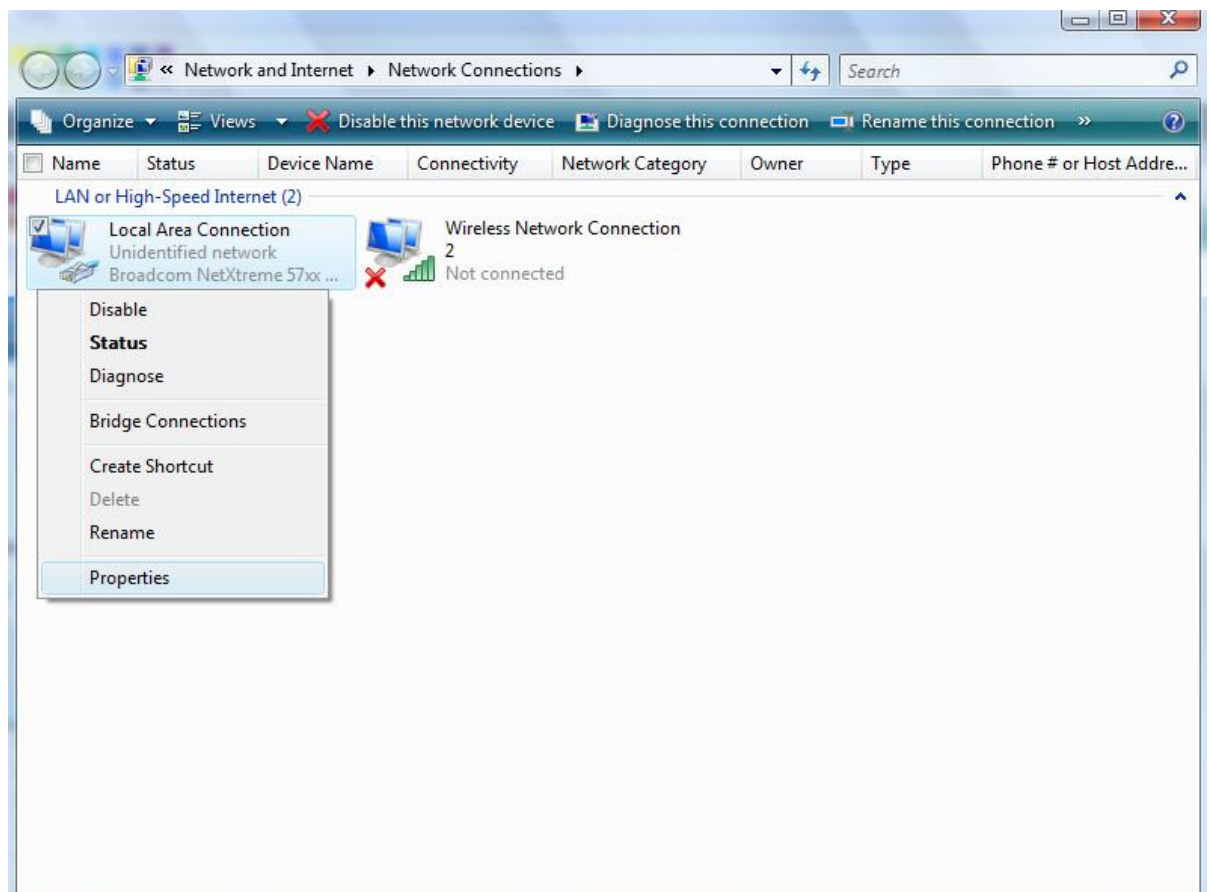 « Network and Internet ▸ Network Connections ▸ Search
Organize Views Disable this network device Diagnose this connection Rename this connection »
Name Status Device Name Connectivity Network Category Owner Type Phone # or Host Addre...
LAN or High-Speed Internet (2)
Local Area Connection
Unidentified network
Broadcom NetXtreme 57xx ...
Wireless Network Connection
2
Not connected
Disable
Status
Diagnose
Bridge Connections
Create Shortcut
Delete
Rename
Properties